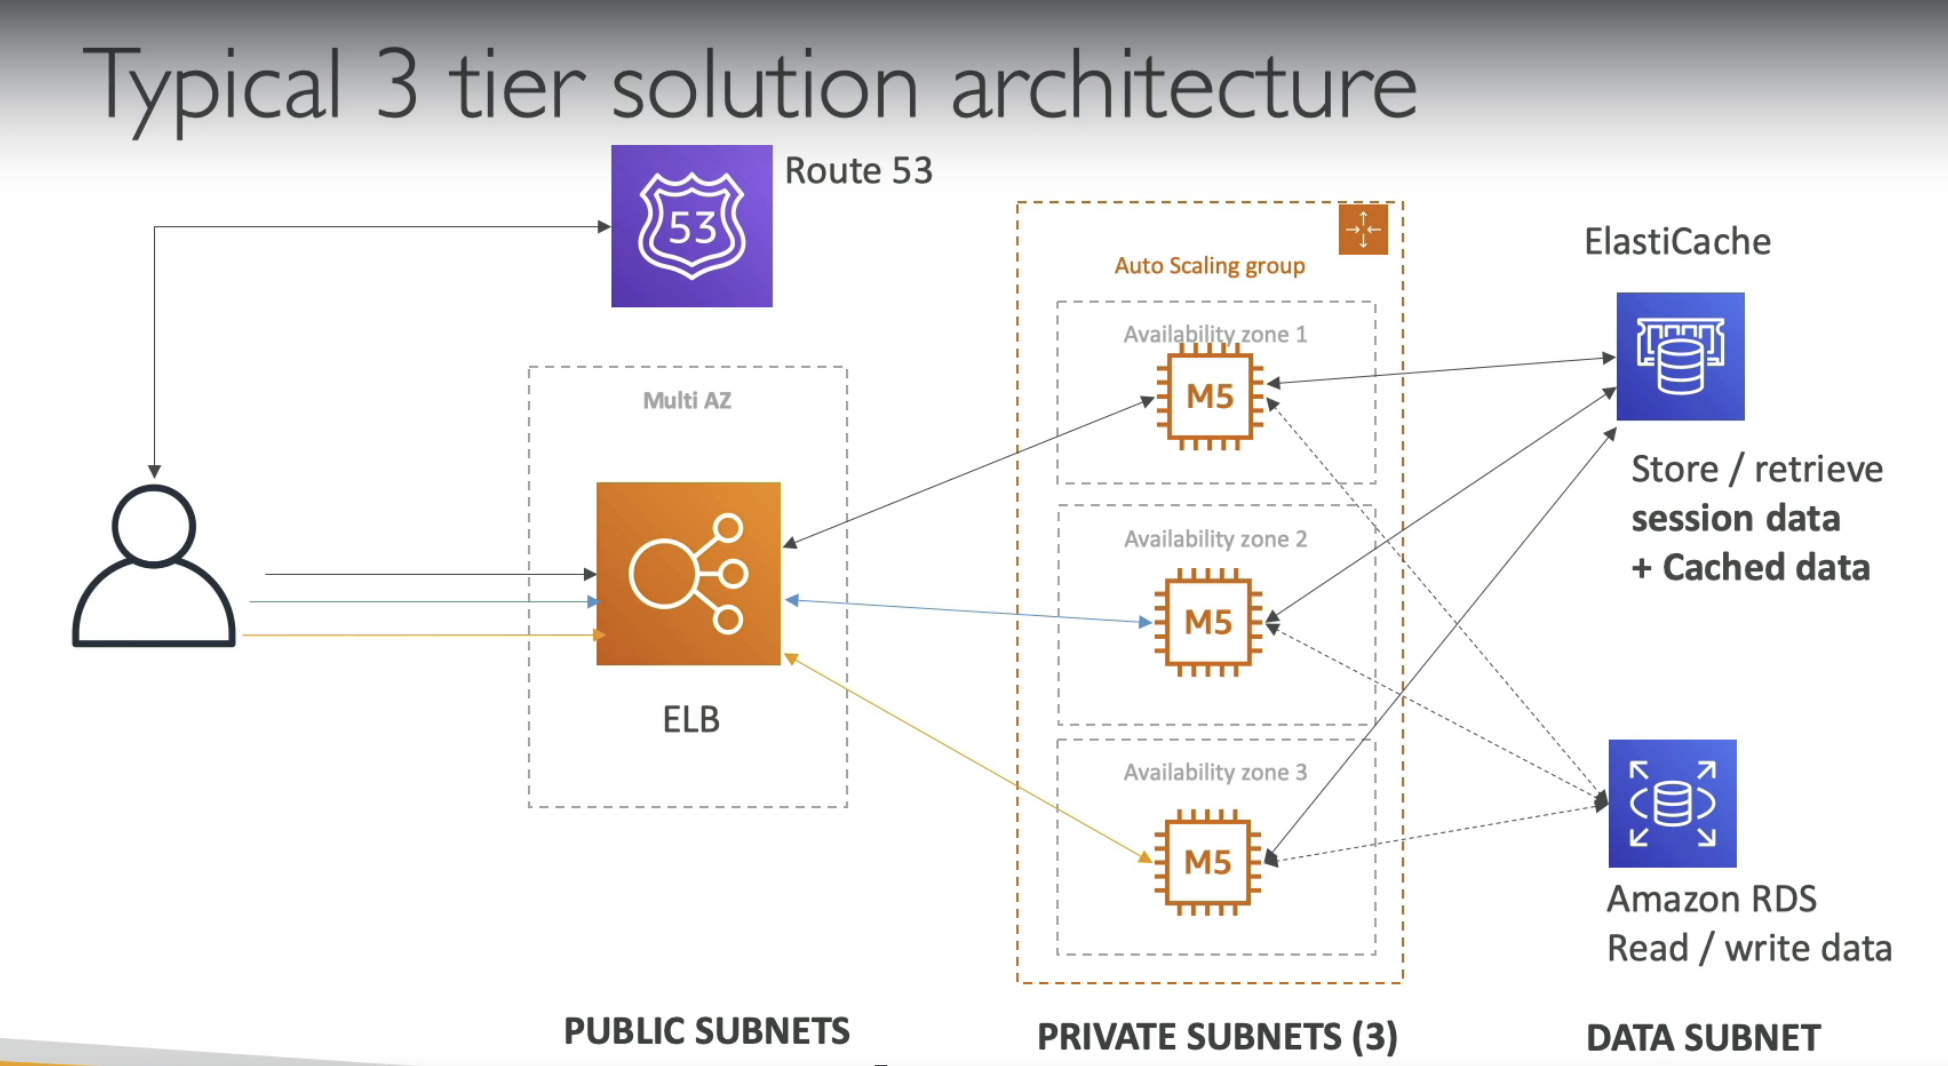 Typical 3 tier solution architecture
53
Route 53
Auto Scaling group
ElastiCache
Availability zone 1
M5
Multi AZ
Store / retrieve
session data
+ Cached data
Availability zone 2
M5
ELB
Availability zone 3
M5
Amazon RDS
Read / write data
PUBLIC SUBNETS
PRIVATE SUBNETS (3)
DATA SUBNET